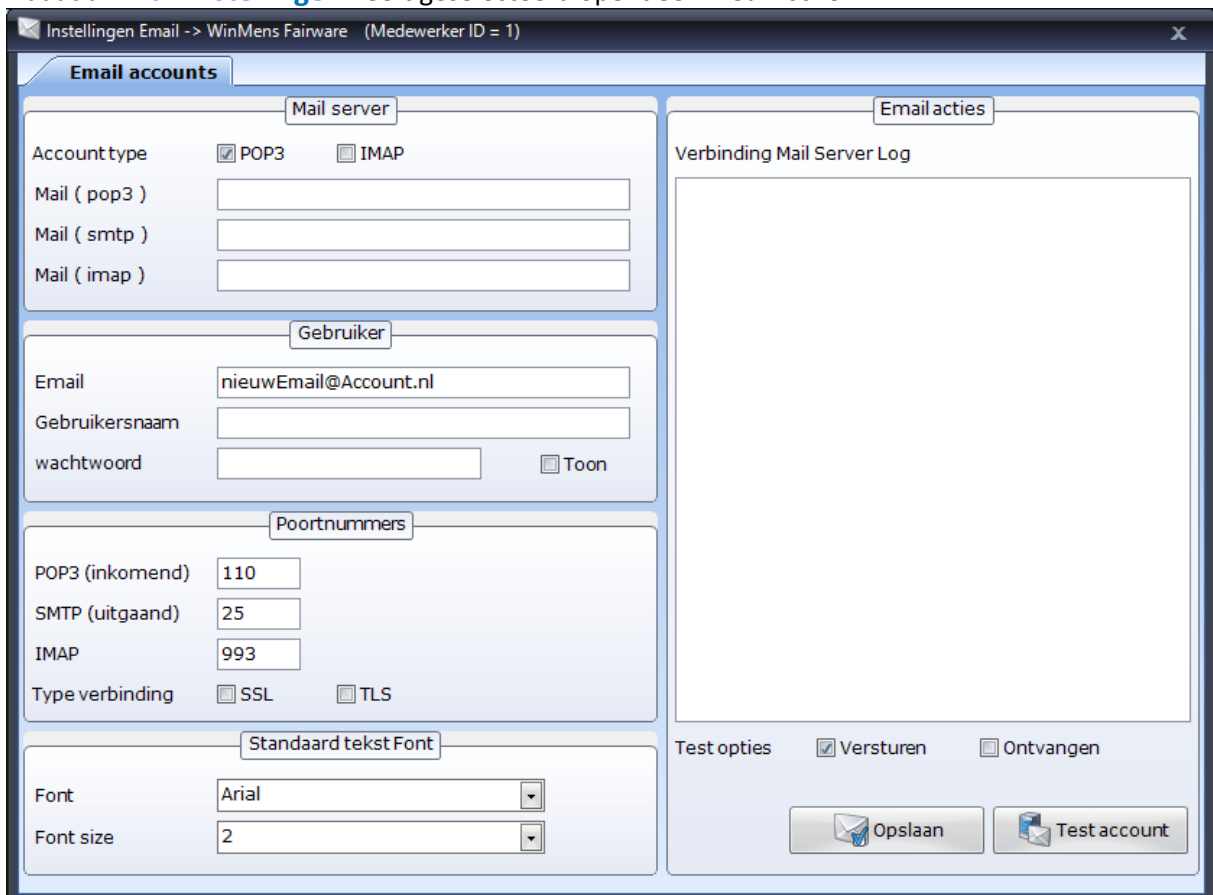 Instellingen Email -> WinMens Fairware (Medewerker ID = 1)
x
Email accounts
Mail server
Account type
POP3
IMAP
Mail ( pop3 )
Mail ( smtp )
Mail ( imap )
Gebruiker
Email
nieuwEmail@Account.nl
Gebruikersnaam
wachtwoord
Toon
Poortnummers
POP3 (inkomend)
110
SMTP (uitgaand)
25
IMAP
993
Type verbinding
SSL
TLS
Standaard tekst Font
Font
Arial
Font size
2
Email acties
Verbinding Mail Server Log
Test opties
Versturen
Ontvangen
Opslaan
Test account